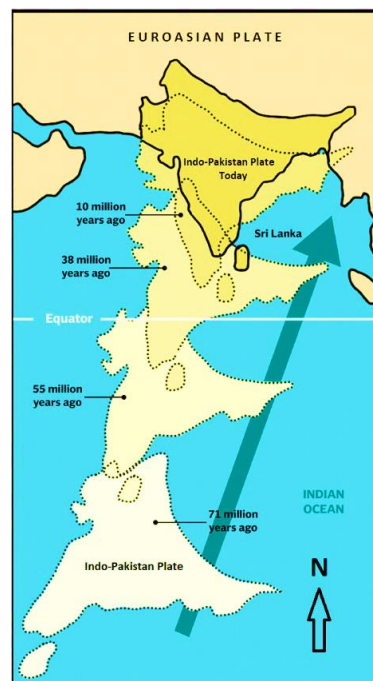 EUROASIAN PLATE
Indo-Pakistan Plate
Today
10 million
years ago
Sri Lanka
38 million
years ago
Equator
55 million
years ago
INDIAN
OCEAN
71 million
years ago
Indo-Pakistan Plate
N